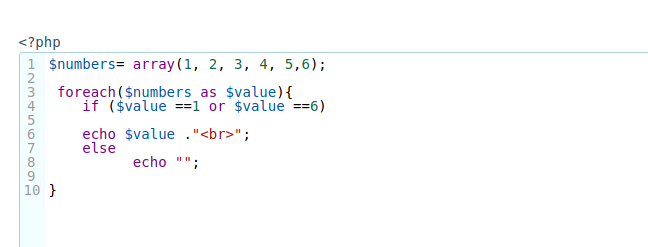 <?php
1 $numbers= array(1, 2, 3, 4, 5,6);
2
3 foreach($numbers as $value){
4 if ($value ==1 or $value ==6)
5
6 echo $value ."<br>";
7 else
8 echo "";
9
10 }